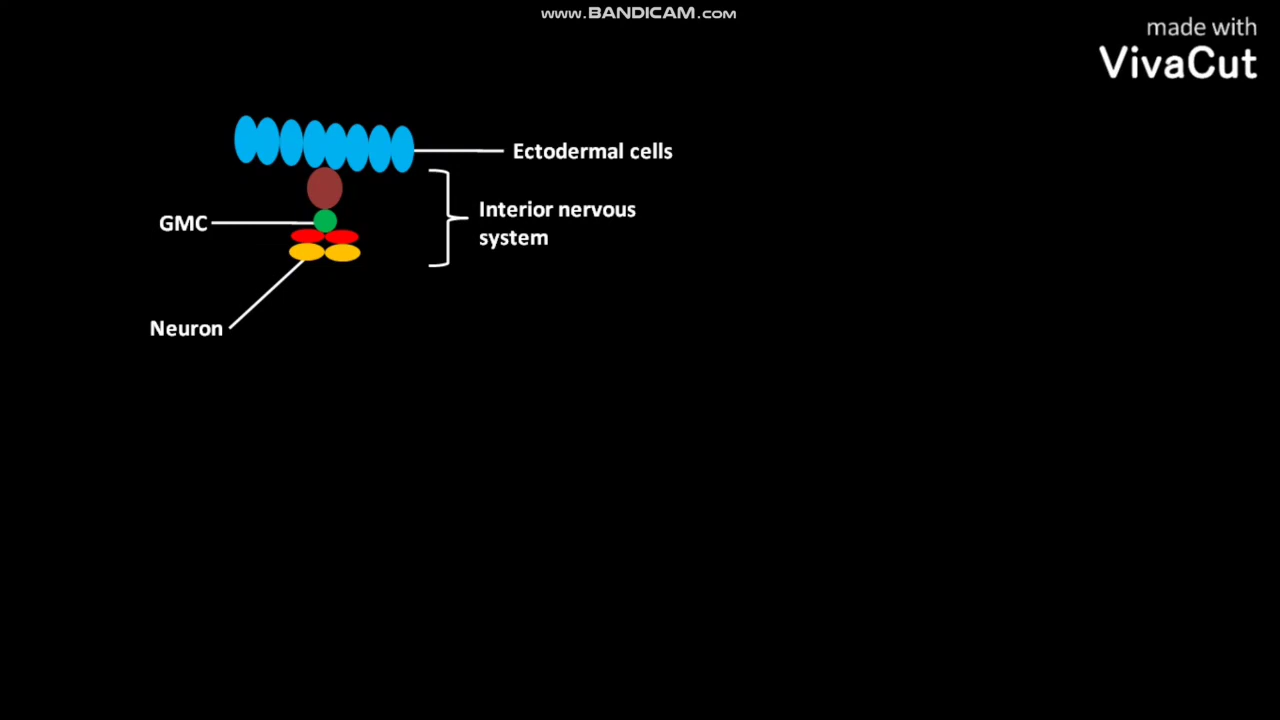 www.BANDICAM.com
made with
VivaCut
Ectodermal cells
GMC
Interior nervous
system
Neuron